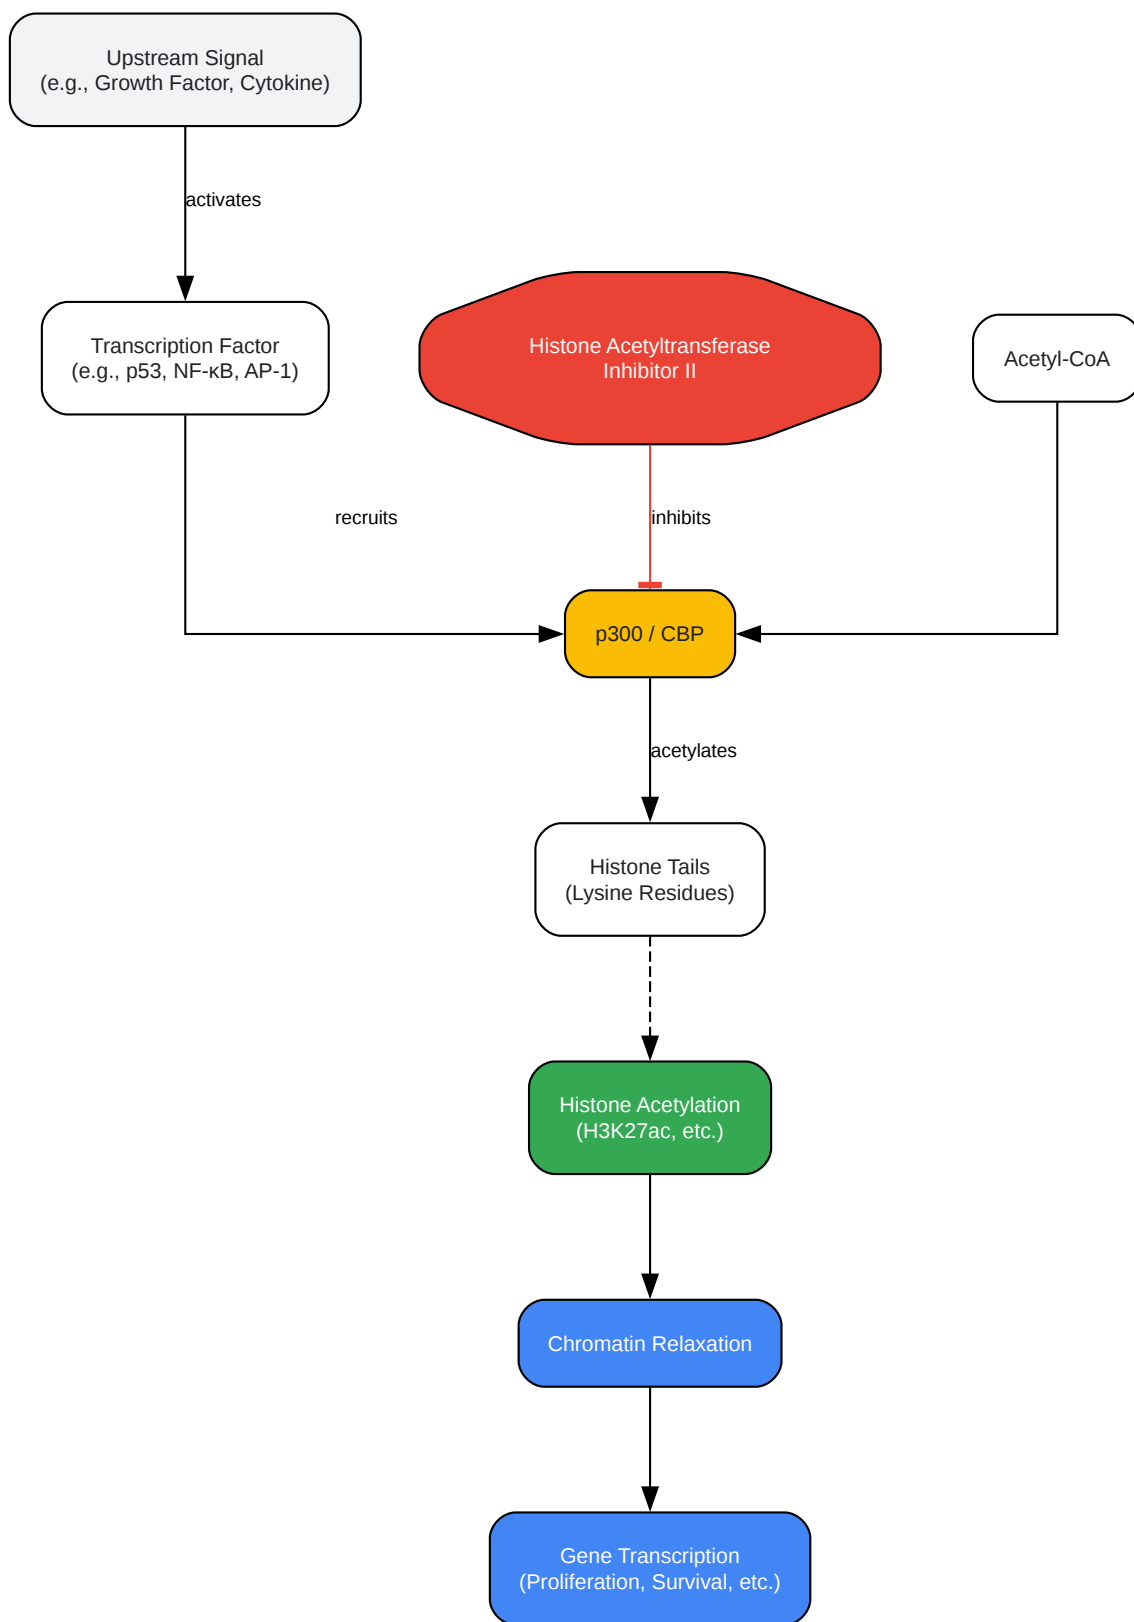 Upstream Signal
(e.g., Growth Factor, Cytokine)
activates
Transcription Factor
(e.g., p53, NF-κB, AP-1)
Histone Acetyltransferase
Inhibitor II
Acetyl-CoA
recruits
inhibits
p300 / CBP
acetylates
Histone Tails
(Lysine Residues)
Histone Acetylation
(H3K27ac, etc.)
Chromatin Relaxation
Gene Transcription
(Proliferation, Survival, etc.)